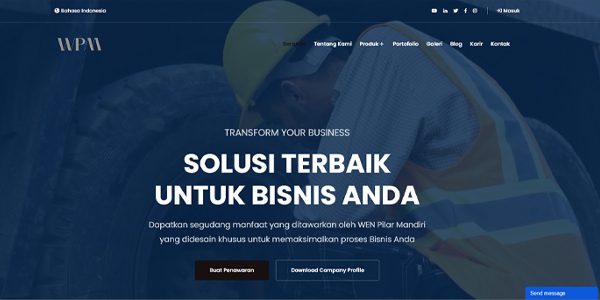 Bahasa Indonesia
Masuk
WPM
Beranda Tentang Kami Produk + Portofolio Galeri Blog Karir Kontak
TRANSFORM YOUR BUSINESS
SOLUSI TERBAIK
UNTUK BISNIS ANDA
Dapatkan segudang manfaat yang ditawarkan oleh WEN Pilar Mandiri
yang didesain khusus untuk memaksimalkan proses Bisnis Anda
Buat Penawaran
Download Company Profile
Send message